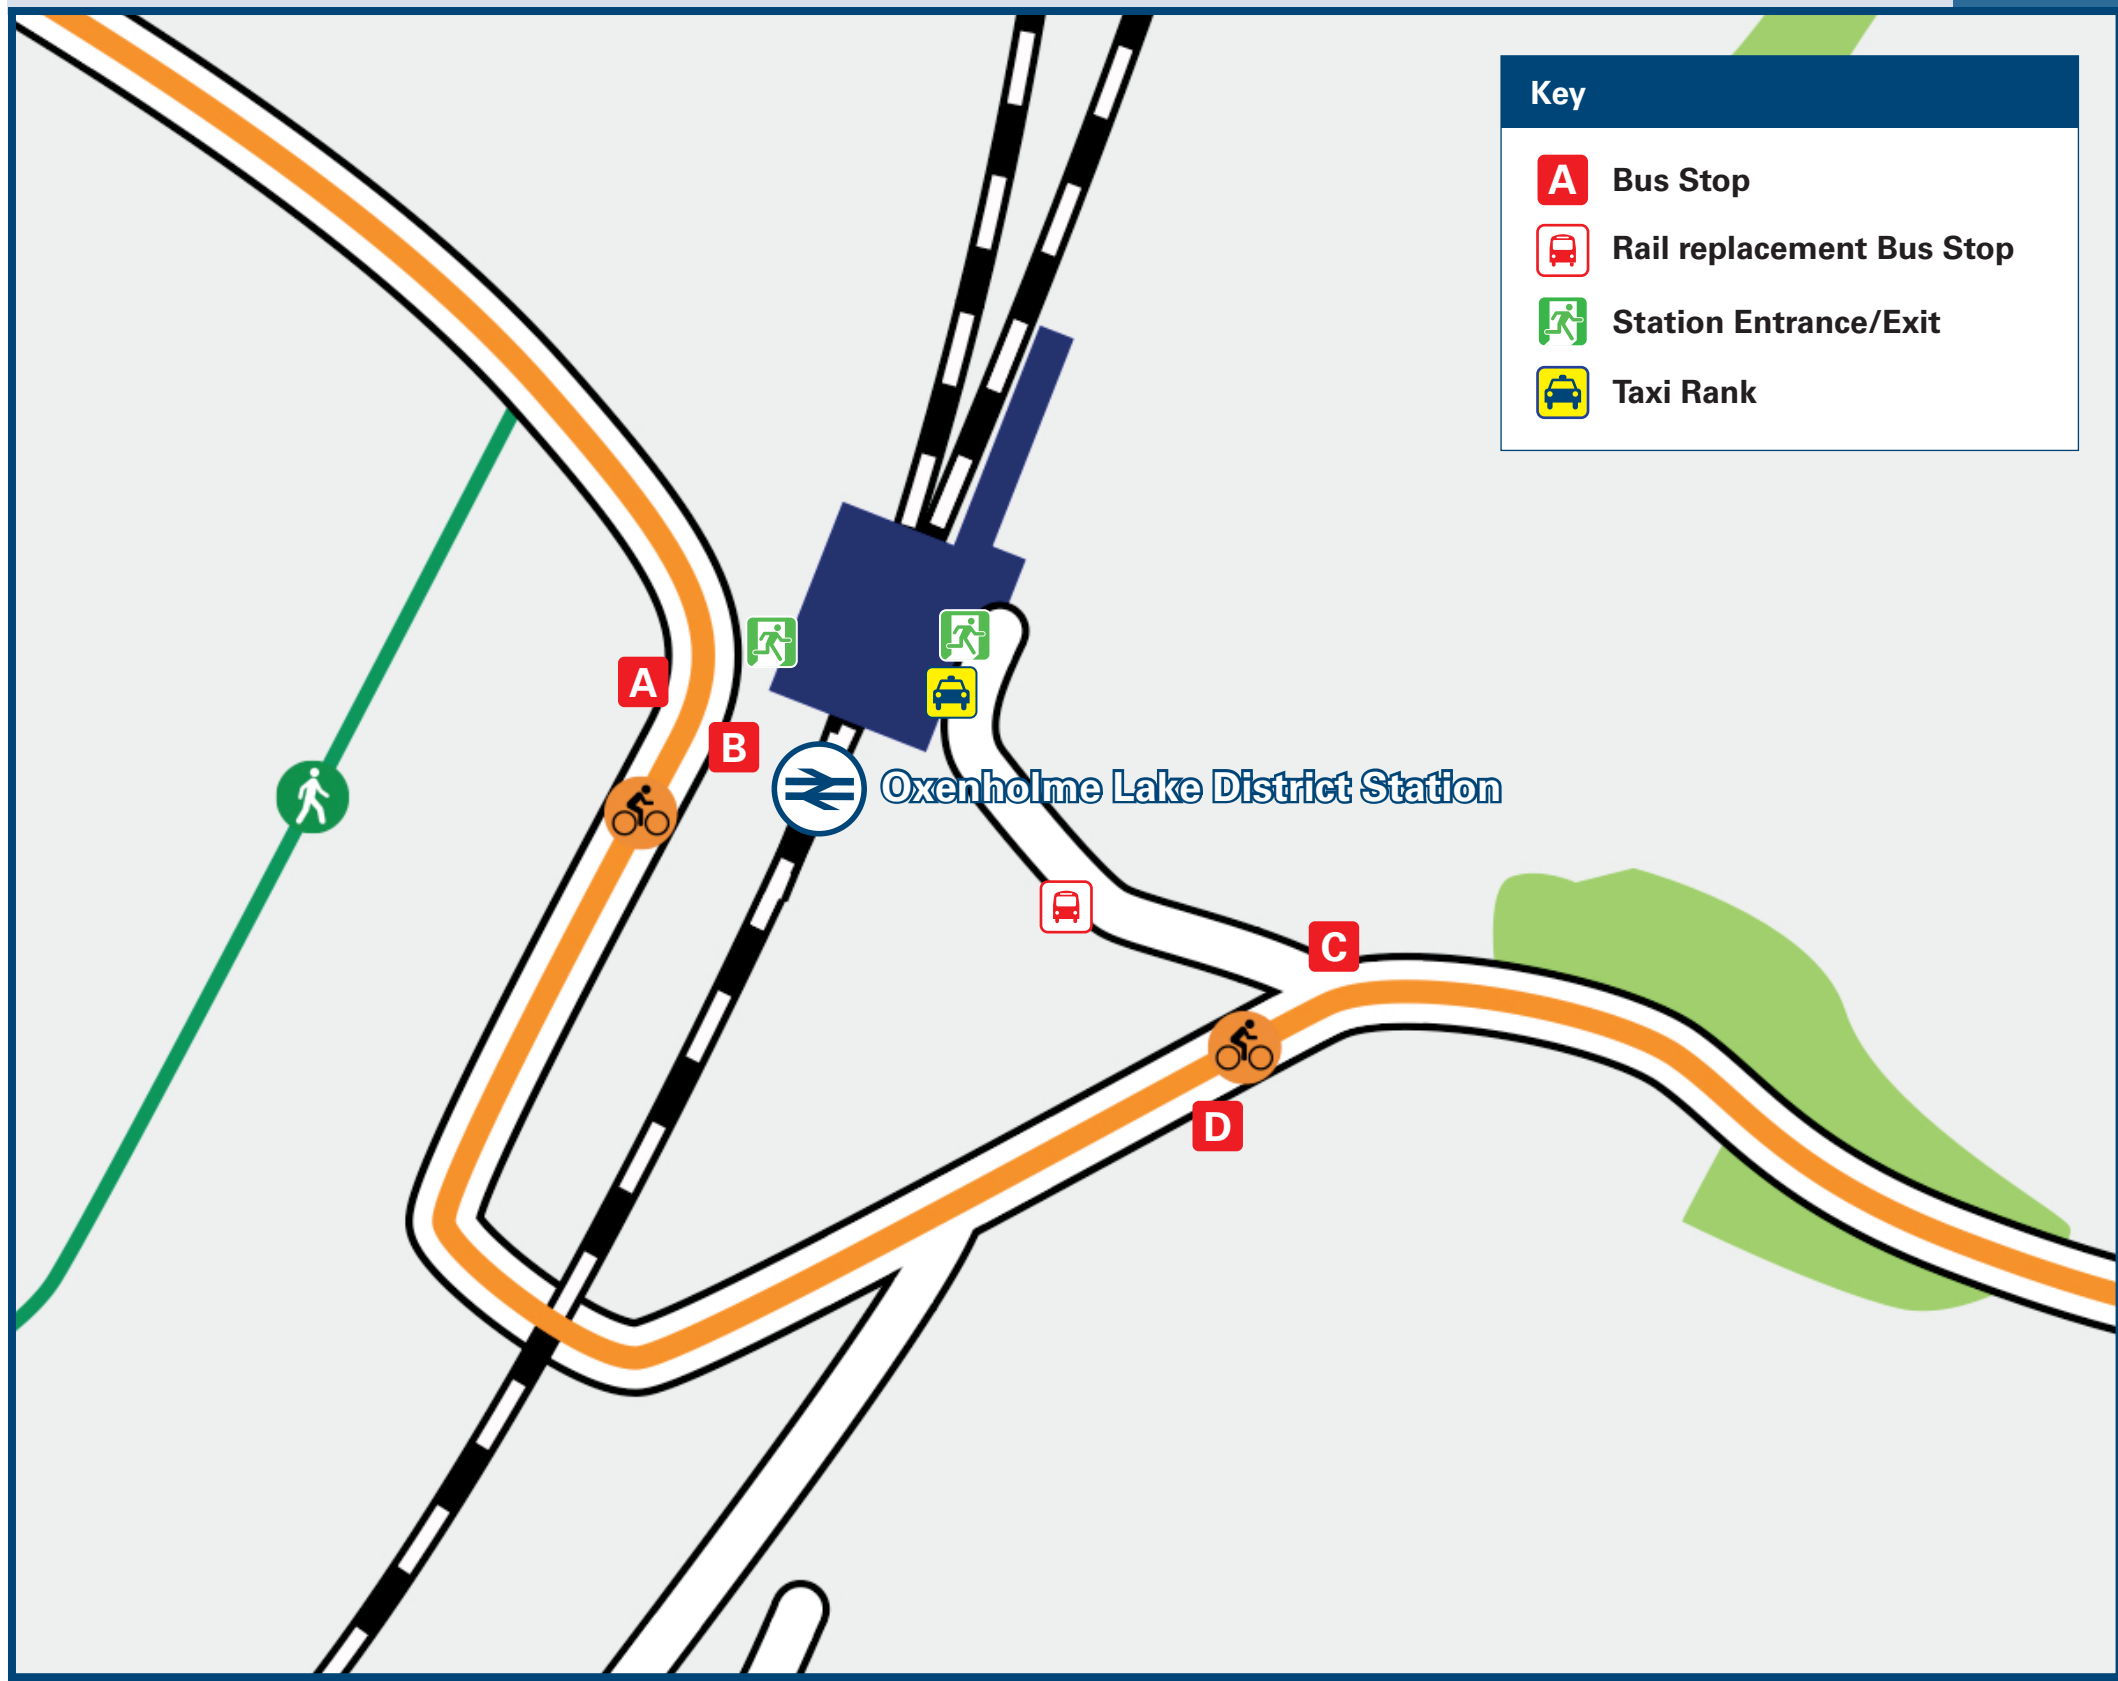 Key
A Bus Stop
Rail replacement Bus Stop
Station Entrance/Exit
Taxi Rank
A
B
Oxenholme Lake District Station
C
D